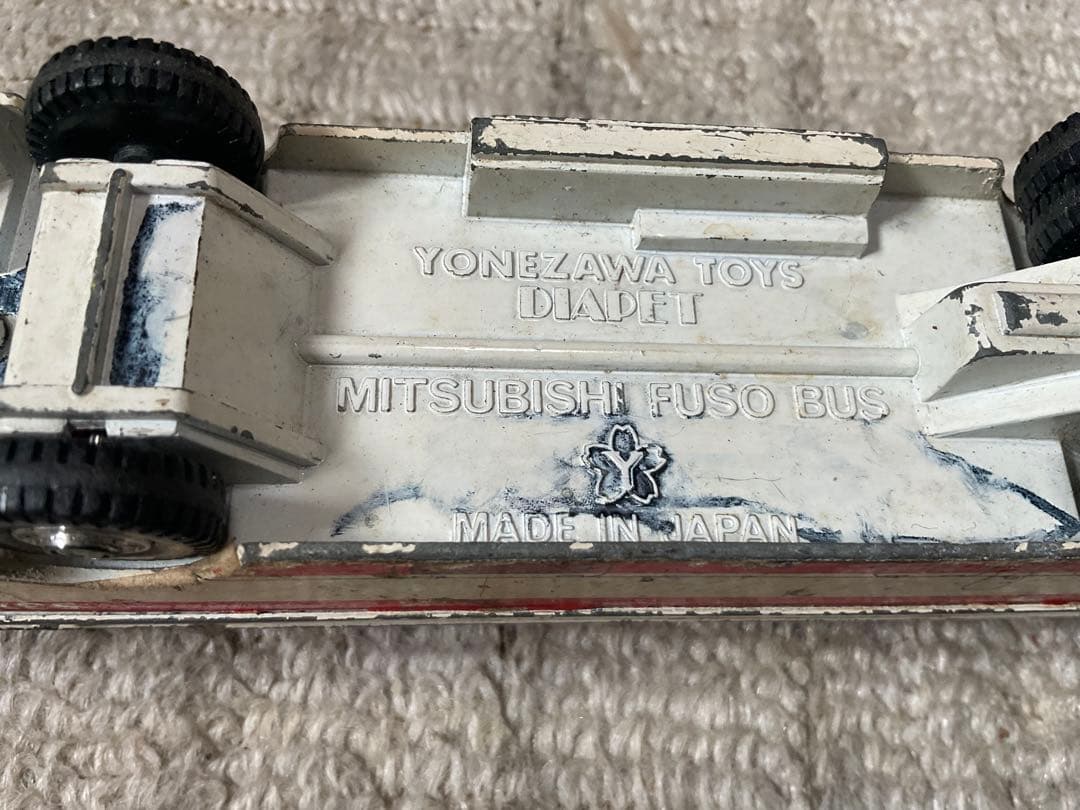 YONEZAWA TOYS
DIAPET
MITSUBISHI FUSO BUS
Y
MADE IN JAPAN